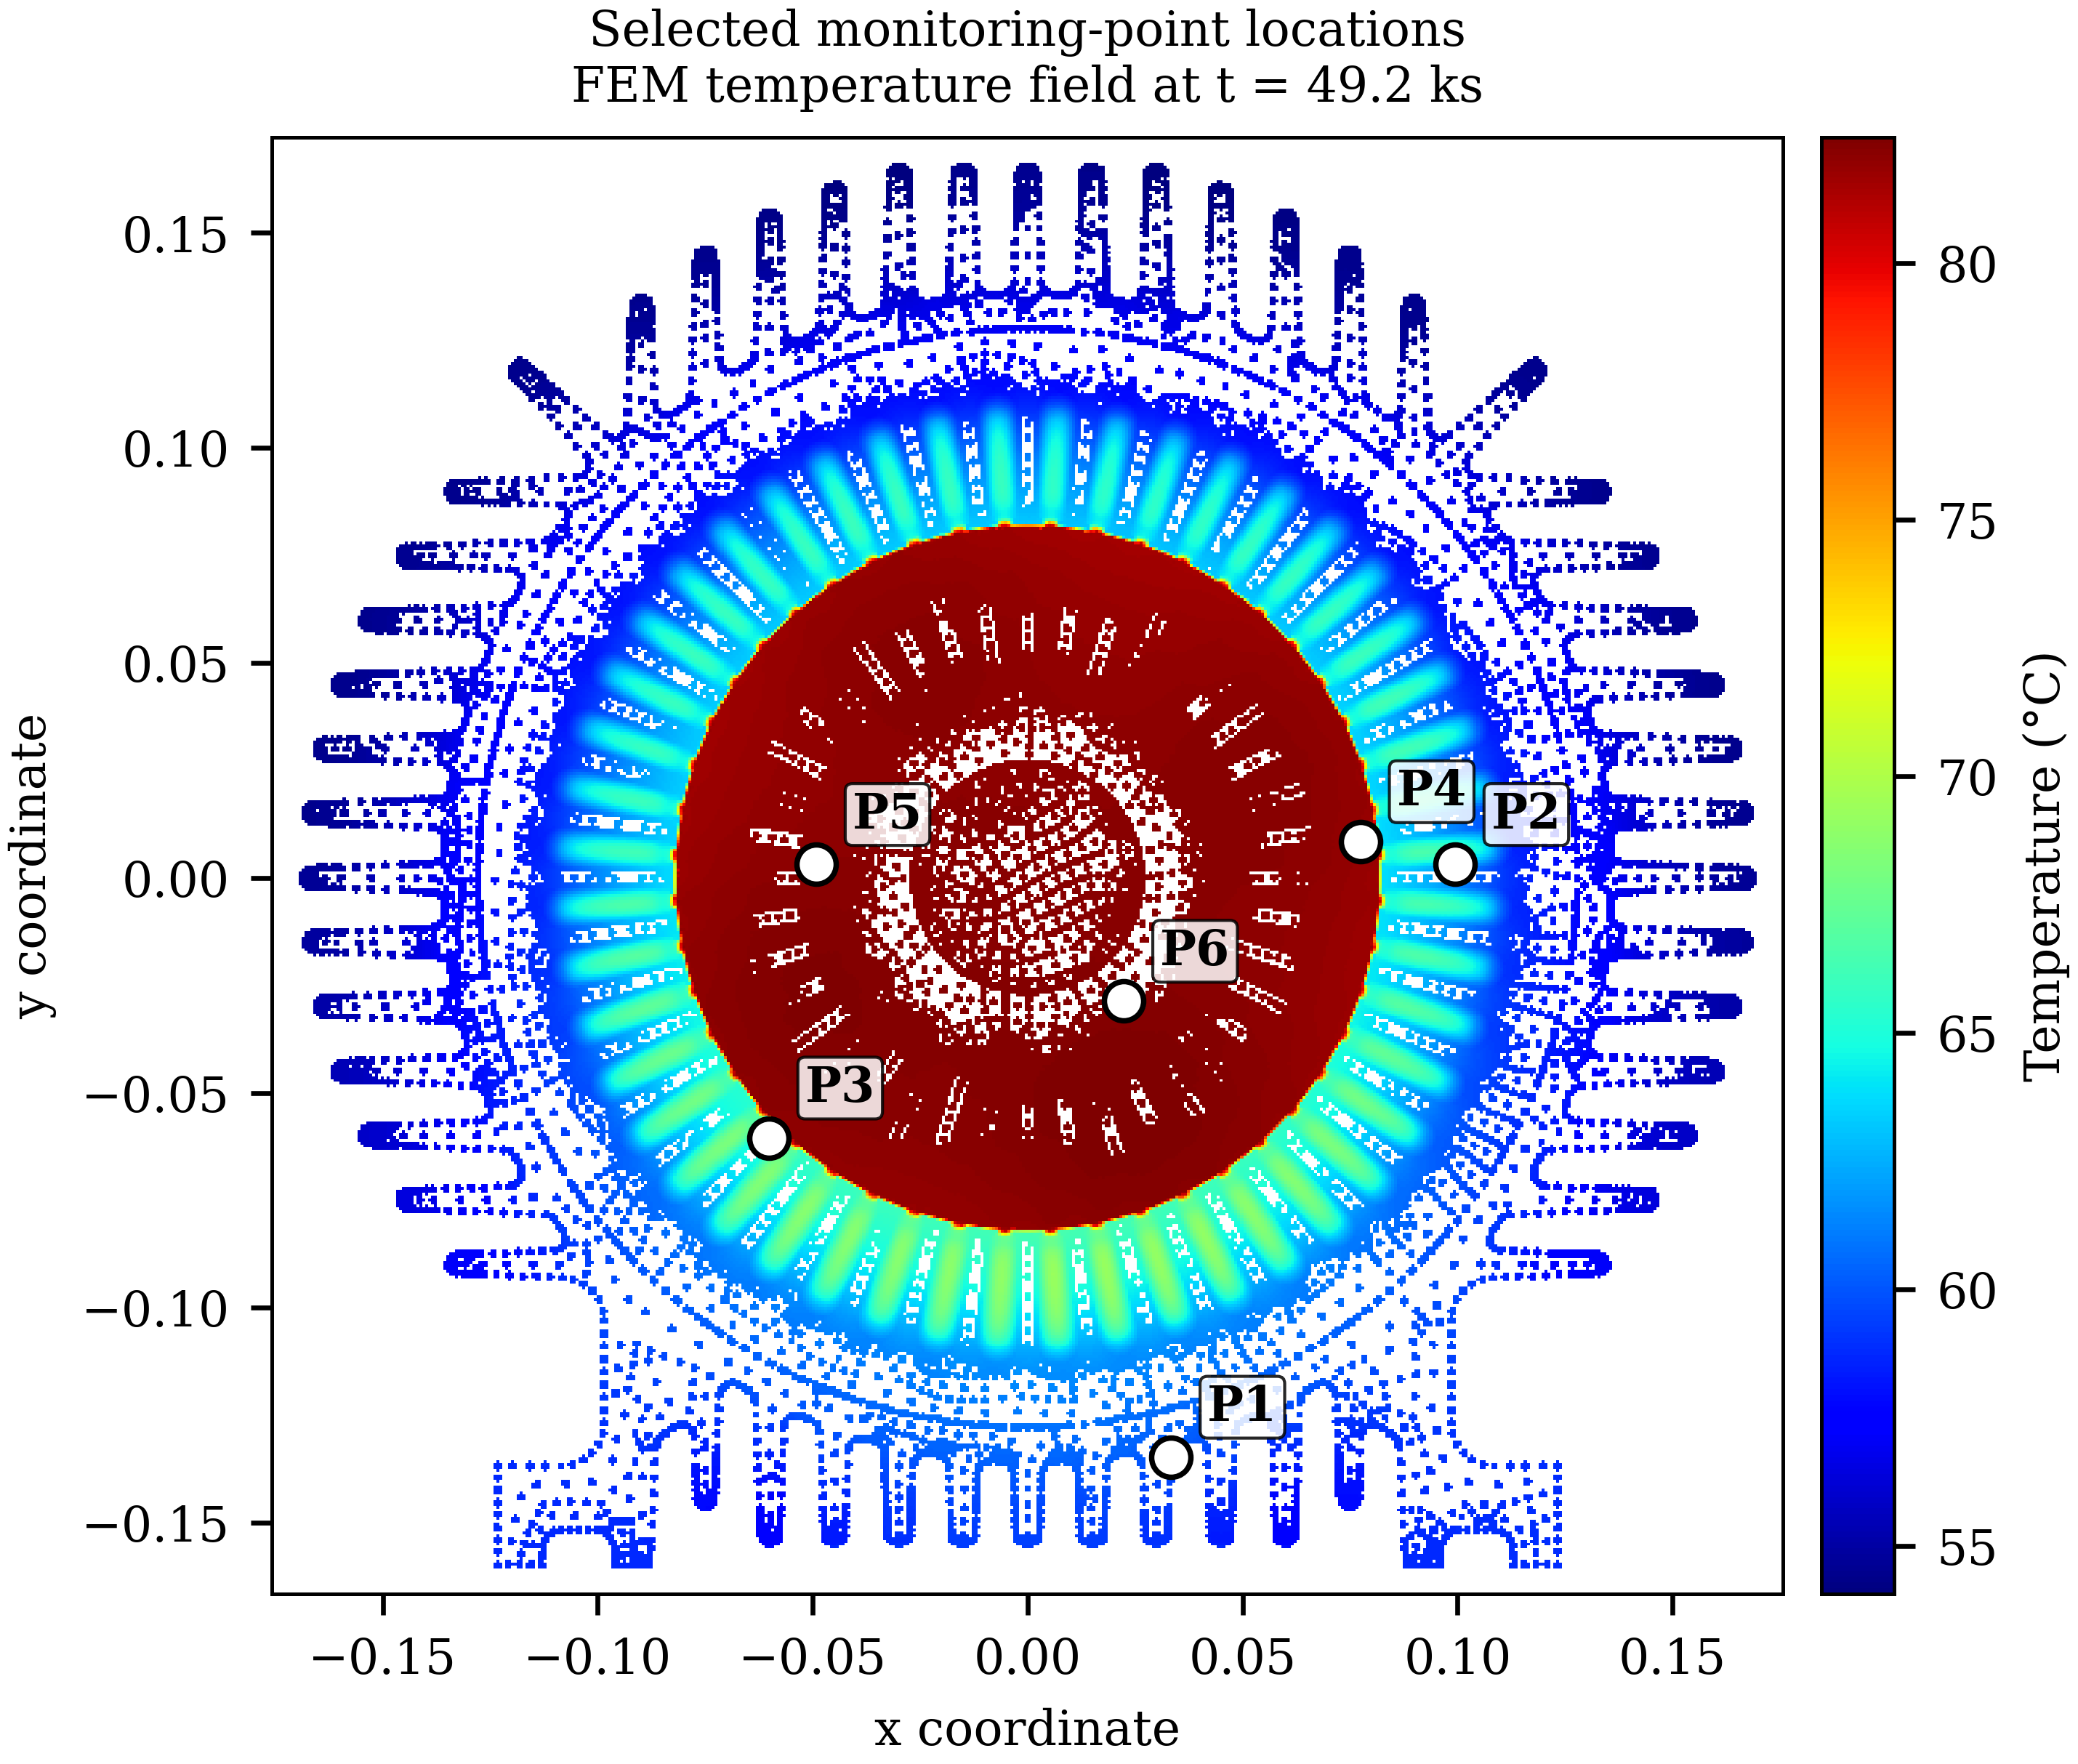 Selected monitoring-point locations
FEM temperature field at t = 49.2 ks
0.15
0.10
0.05
0.00
−0.05
−0.10
−0.15
y coordinate
P5
P4
P2
P6
P3
P1
−0.15
−0.10
−0.05
0.00
0.05
0.10
0.15
x coordinate
80
75
70
65
60
55
Temperature (°C)